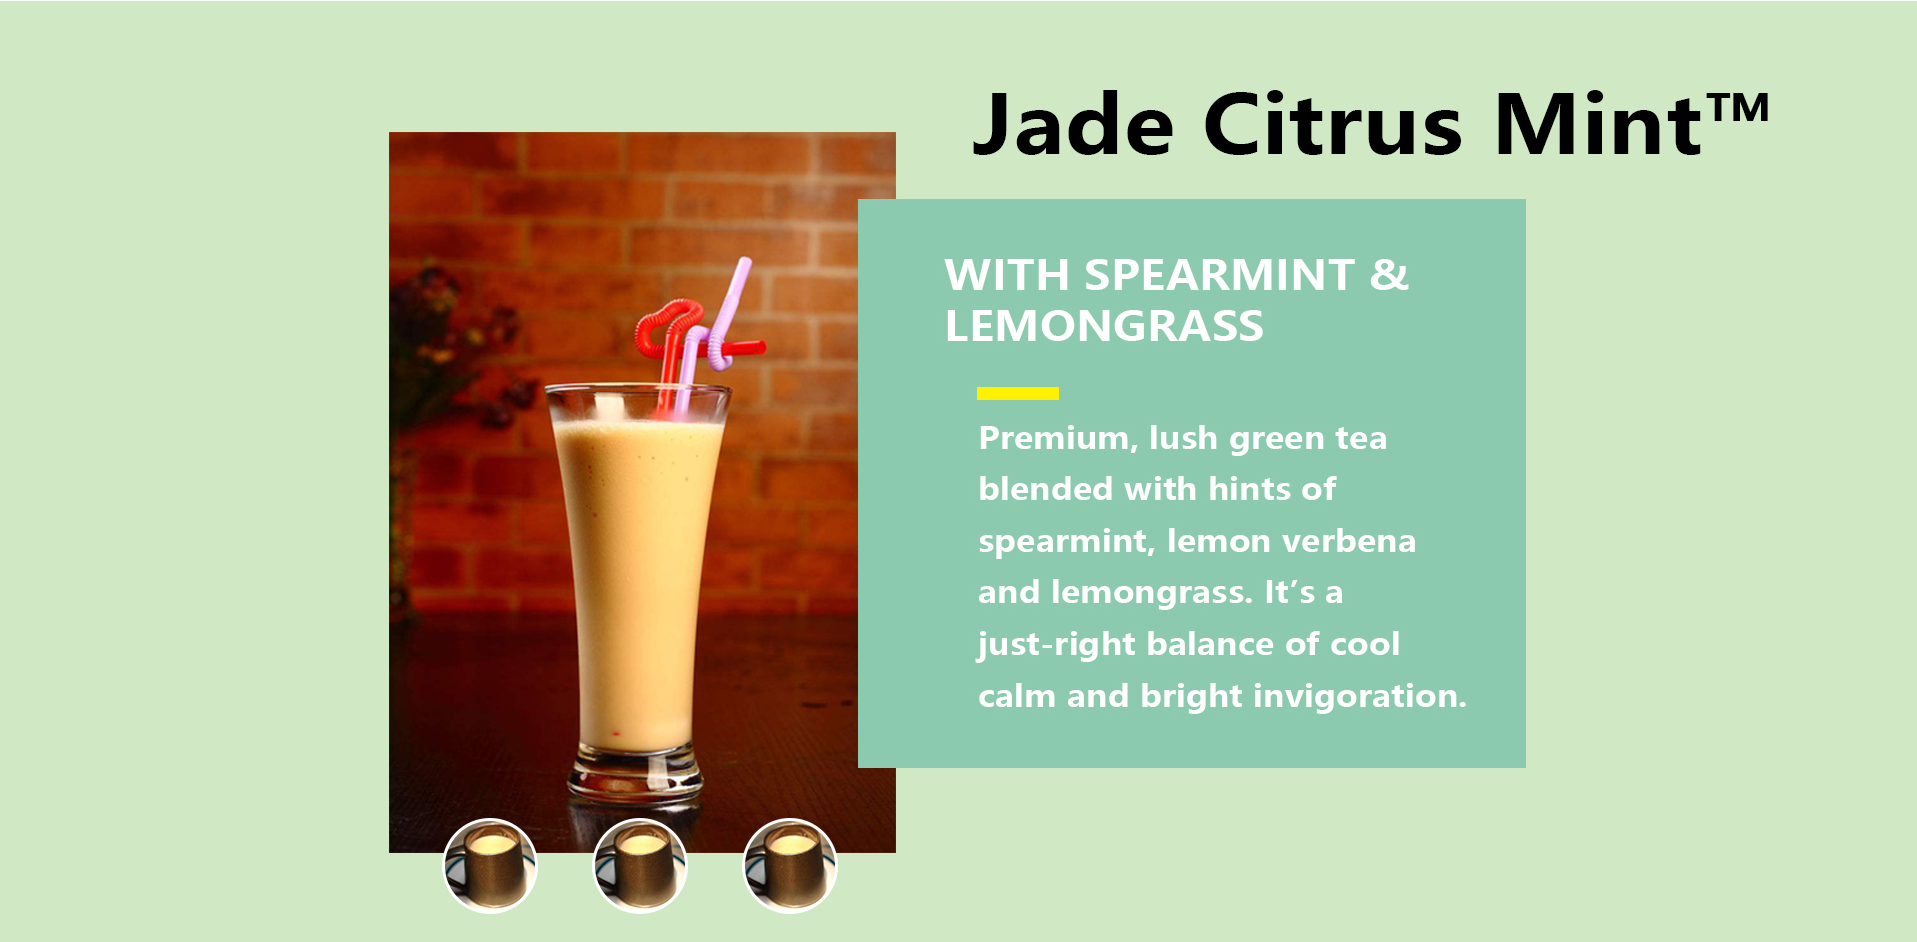 Jade Citrus Mint™
WITH SPEARMINT &
LEMONGRASS
Premium, lush green tea
blended with hints of
spearmint, lemon verbena
and lemongrass. It’s a
just-right balance of cool
calm and bright invigoration.